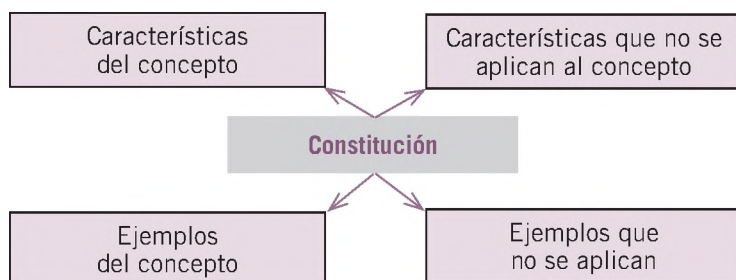 Características
del concepto
Características que no se
aplican al concepto
Constitución
Ejemplos
del concepto
Ejemplos que
no se aplican